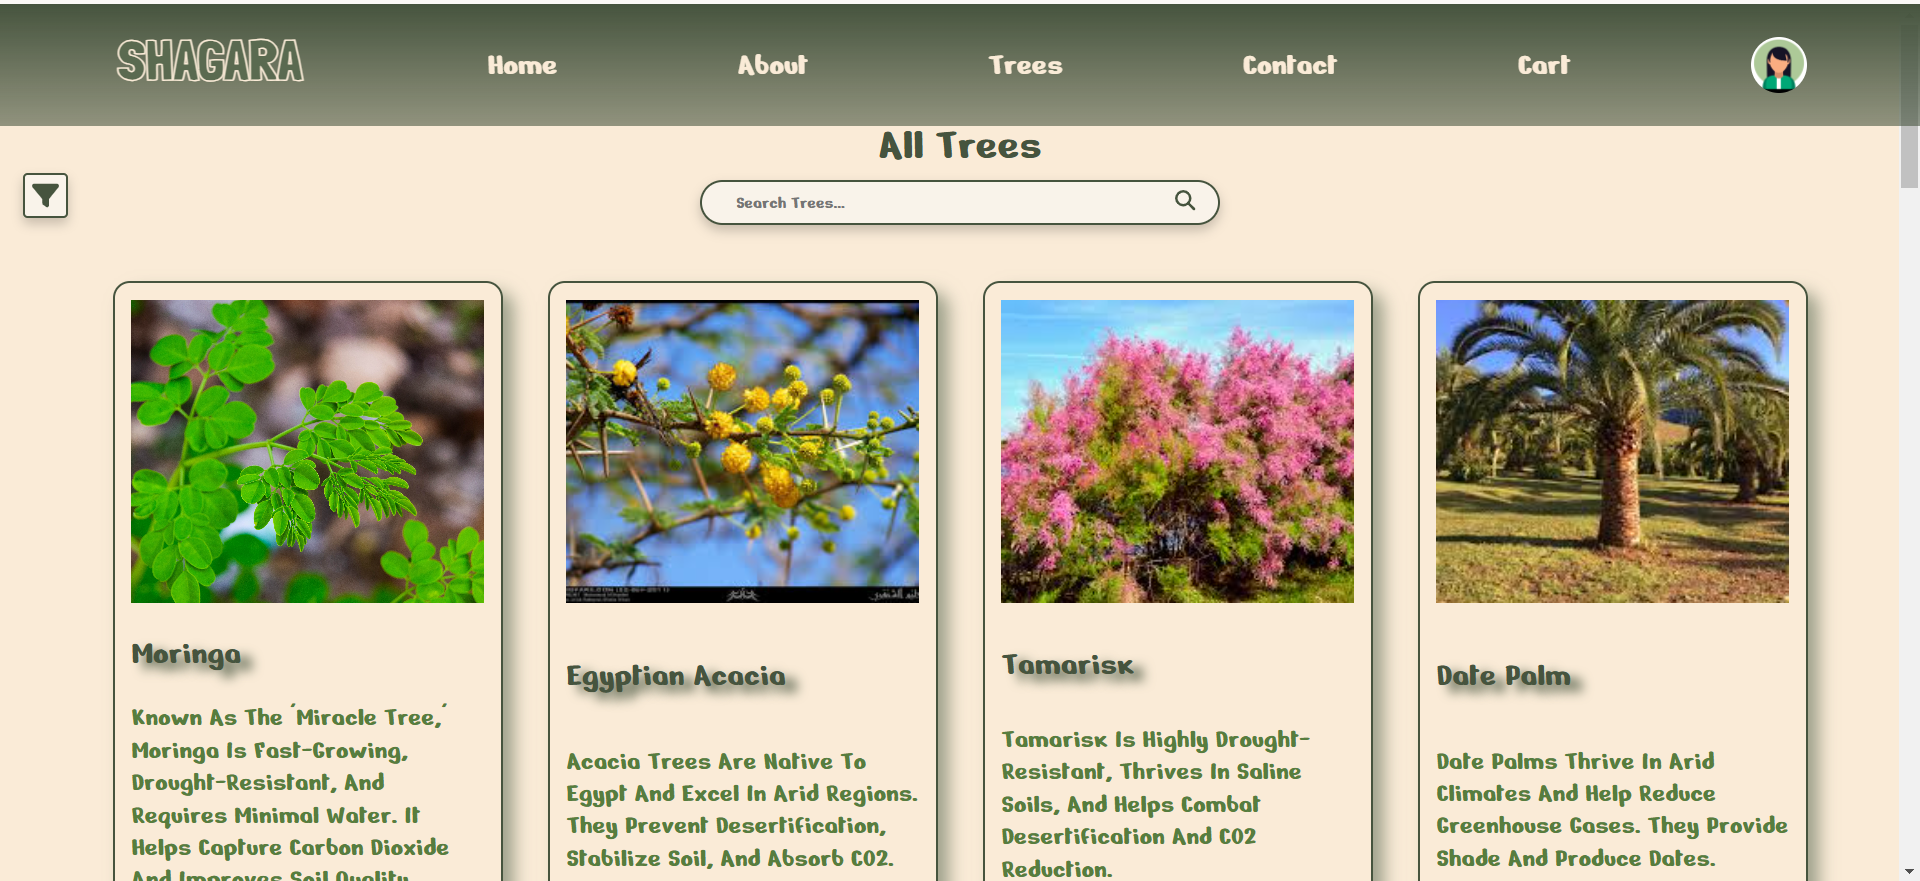 SHAGARA
Home
About
Trees
Contact
Cart
All Trees
Search Trees...
Moringa
Known As The 'Miracle Tree,'
Moringa Is Fast-Growing,
Drought-Resistant, And
Requires Minimal Water. It
Helps Capture Carbon Dioxide
And Improves Soil Quality
Egyptian Acacia
Acacia Trees Are Native To
Egypt And Excel In Arid Regions.
They Prevent Desertification,
Stabilize Soil, And Absorb CO2.
Tamarisk
Tamarisk Is Highly Drought-
Resistant, Thrives In Saline
Soils, And Helps Combat
Desertification And CO2
Reduction.
Date Palm
Date Palms Thrive In Arid
Climates And Help Reduce
Greenhouse Gases. They Provide
Shade And Produce Dates.